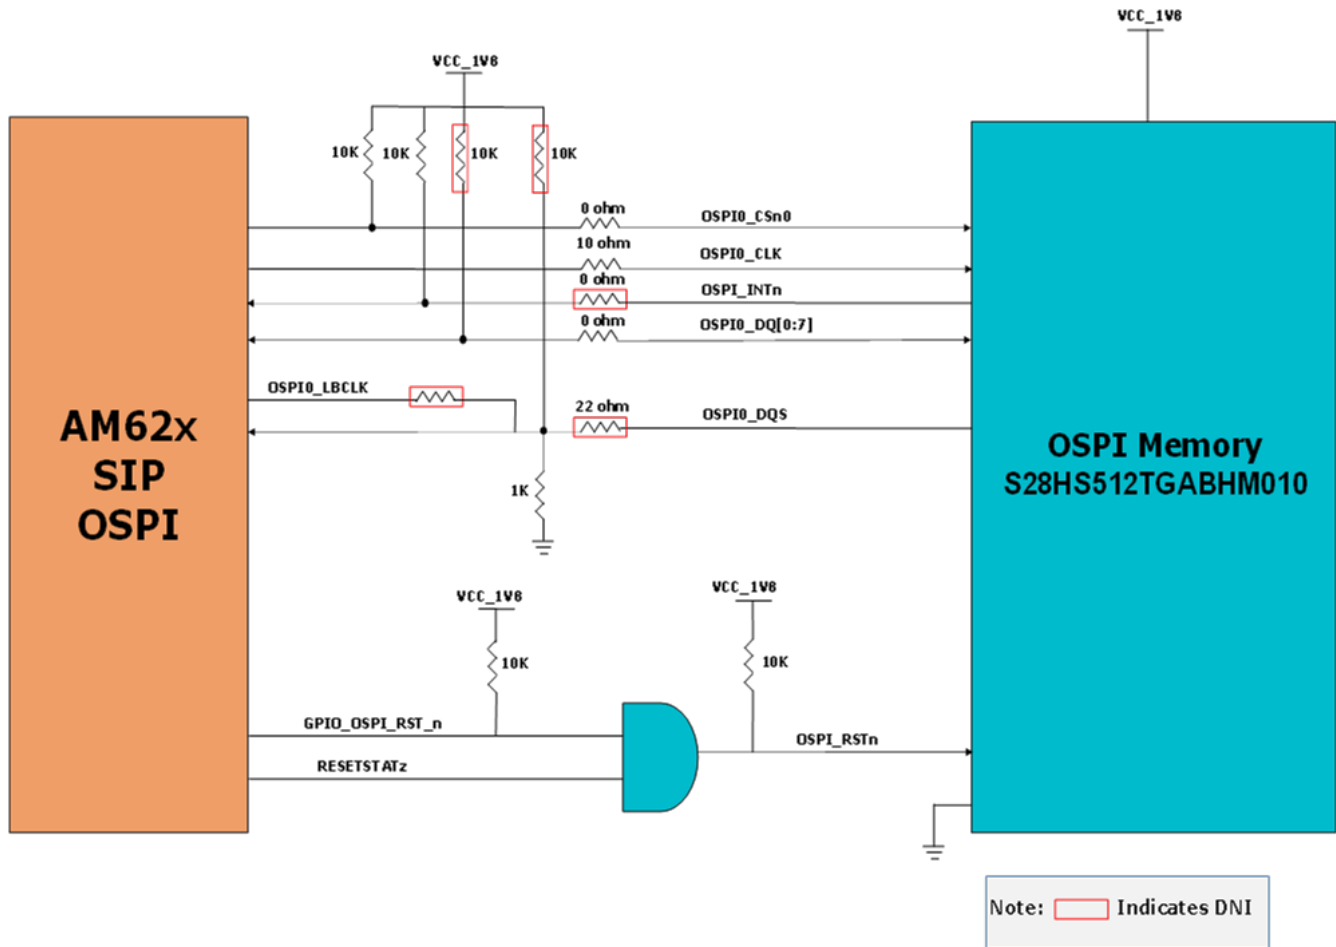 VCC_1V8
VCC_1V8
10K
10K
10K
10K
0 ohm
OSPI0_CSn0
10 ohm
OSPI0_CLK
0 ohm
OSPI_INTn
0 ohm
OSPI0_DQ[0:7]
OSPI0_LBCLK
22 ohm
OSPI0_DQS
AM62x
SIP
OSPI
OSPI Memory
S28HS512TGABHM010
1K
VCC_1V8
VCC_1V8
10K
10K
GPIO_OSPI_RST_n
OSPI_RSTn
RESETSTATz
Note: Indicates DNI